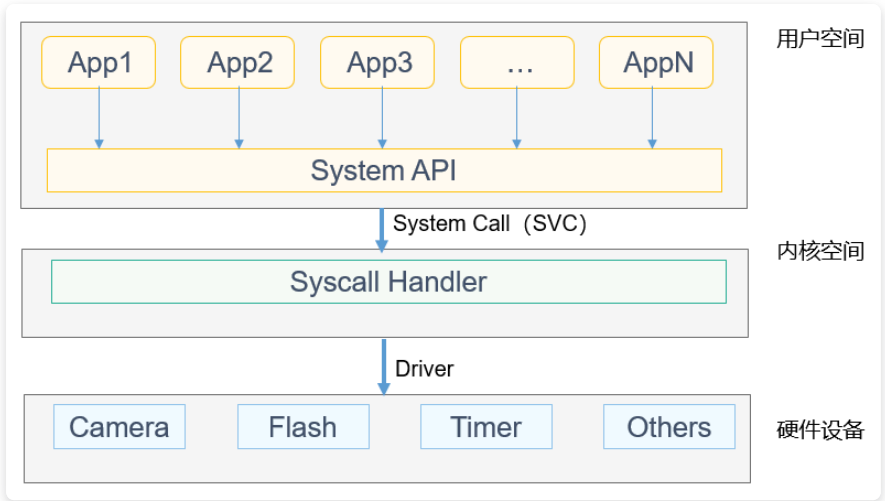 用户空间
App1 App2 App3 ... AppN
System API
System Call（SVC）
内核空间
Syscall Handler
Driver
Camera Flash Timer Others
硬件设备